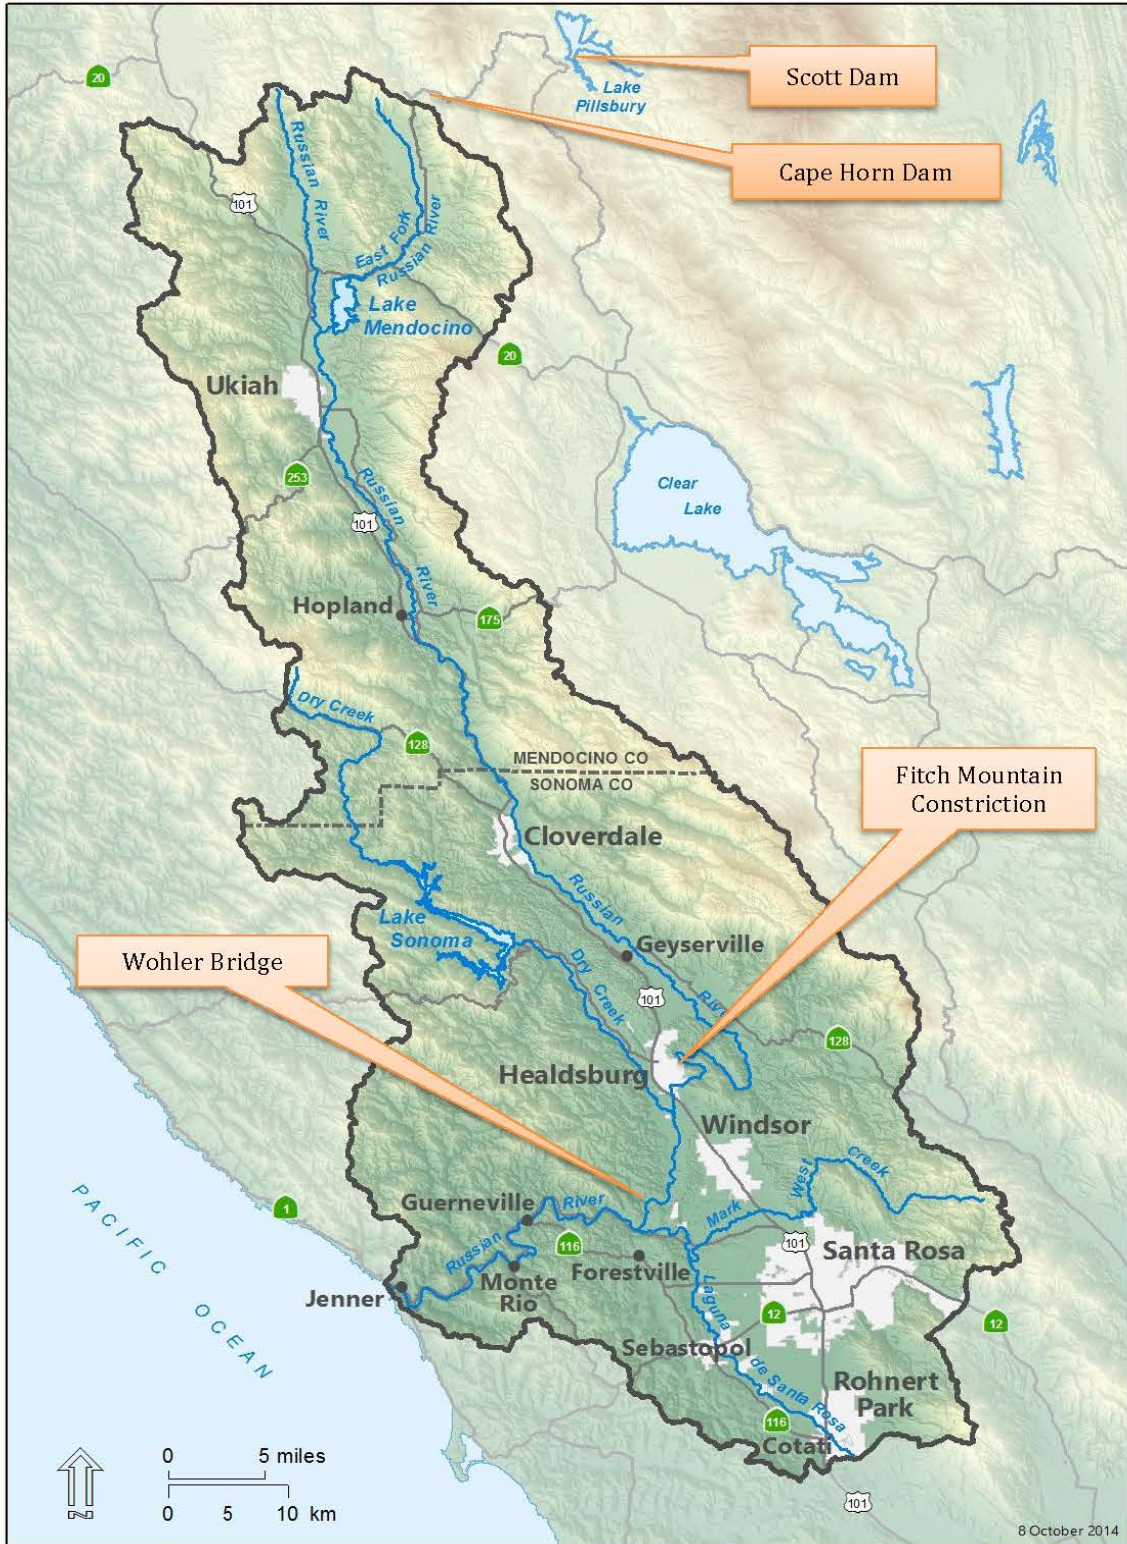 Scott Dam
20
Lake
Pillsbury
Cape Horn Dam
Russian
River
101
East Fork
Russian River
Lake
Mendocino
20
Ukiah
253
Russian
101
River
Clear
Lake
Hopland
175
Dry Creek
128
MENDOCINO CO
SONOMA CO
Fitch Mountain
Constriction
Cloverdale
Russian
Lake
Sonoma
Geyserville
Wohler Bridge
Dry
Creek
101
River
128
Healdsburg
Windsor
West
Creek
PACIFIC
OCEAN
1
Guerneville
River
Mark
Russian
116
101
Santa Rosa
Forestville
Monte
Rio
Jenner
Laguna
12
12
Sebastopol
de Santa Rosa
Rohnert
Park
116
Cotati
0 5 miles
0 5 10 km
N
101
8 October 2014